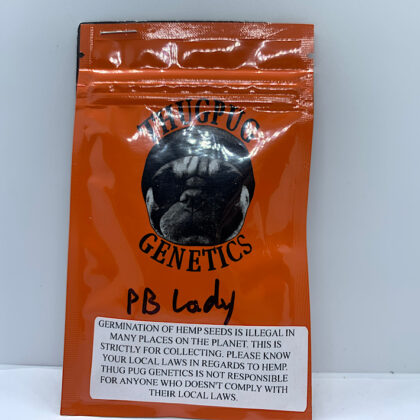 THUGPUG
GENETICS
PB Lady
GERMINATION OF HEMP SEEDS IS ILLEGAL IN
MANY PLACES ON THE PLANET. THIS IS
STRICTLY FOR COLLECTING. PLEASE KNOW
YOUR LOCAL LAWS IN REGARDS TO HEMP.
THUG PUG GENETICS IS NOT RESPONSIBLE
FOR ANYONE WHO DOESN'T COMPLY WITH
THEIR LOCAL LAWS.